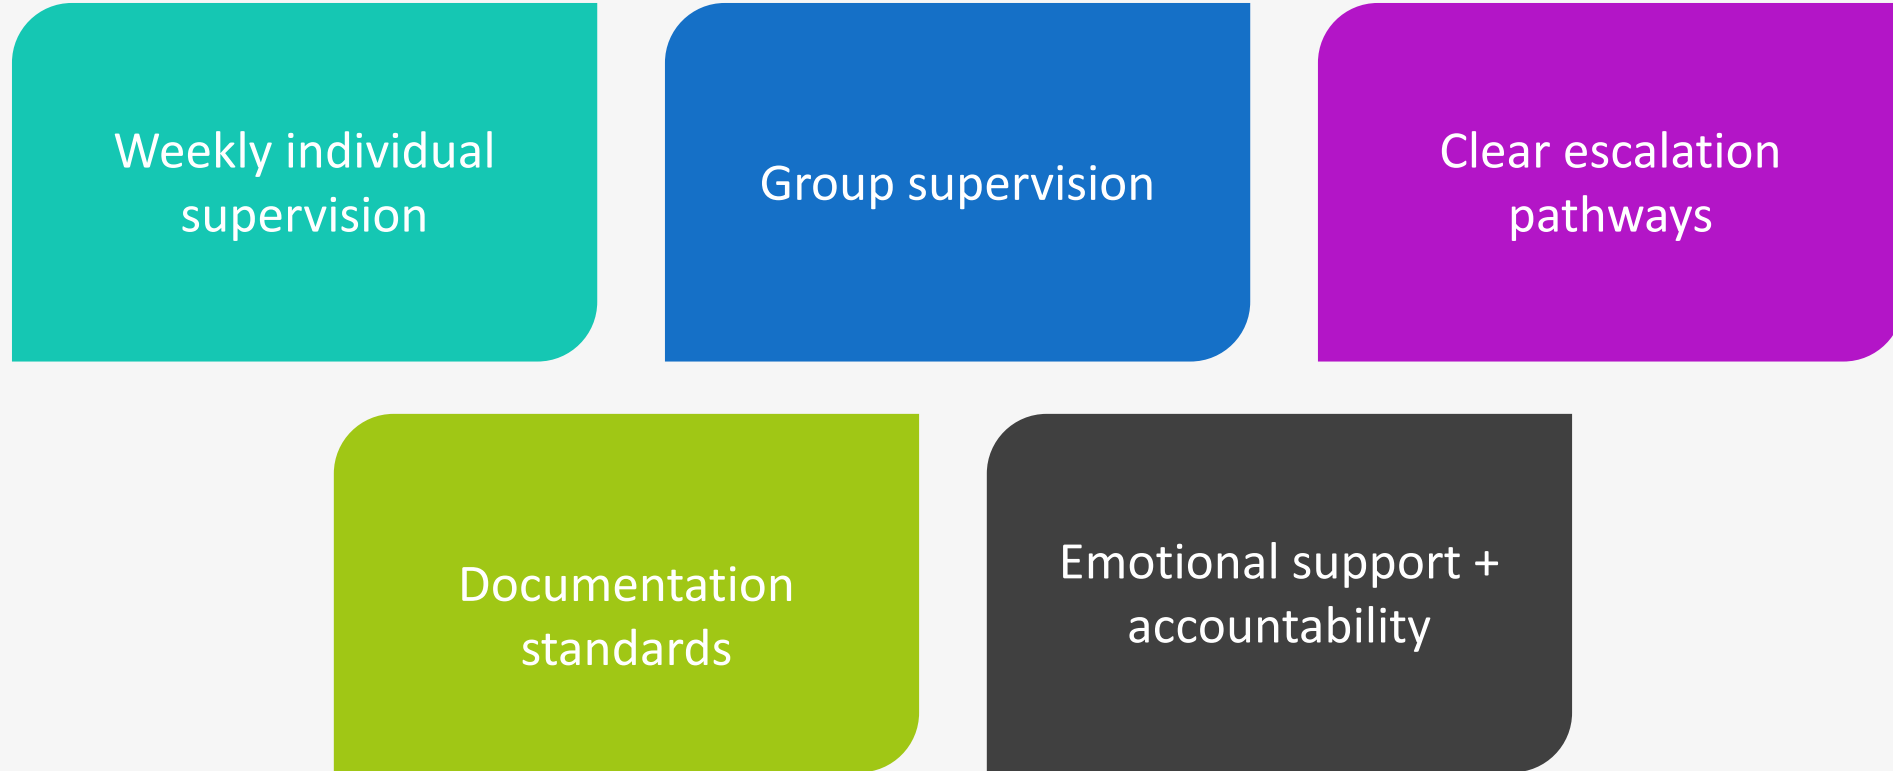 Weekly individual
supervision
Group supervision
Clear escalation
pathways
Documentation
standards
Emotional support +
accountability